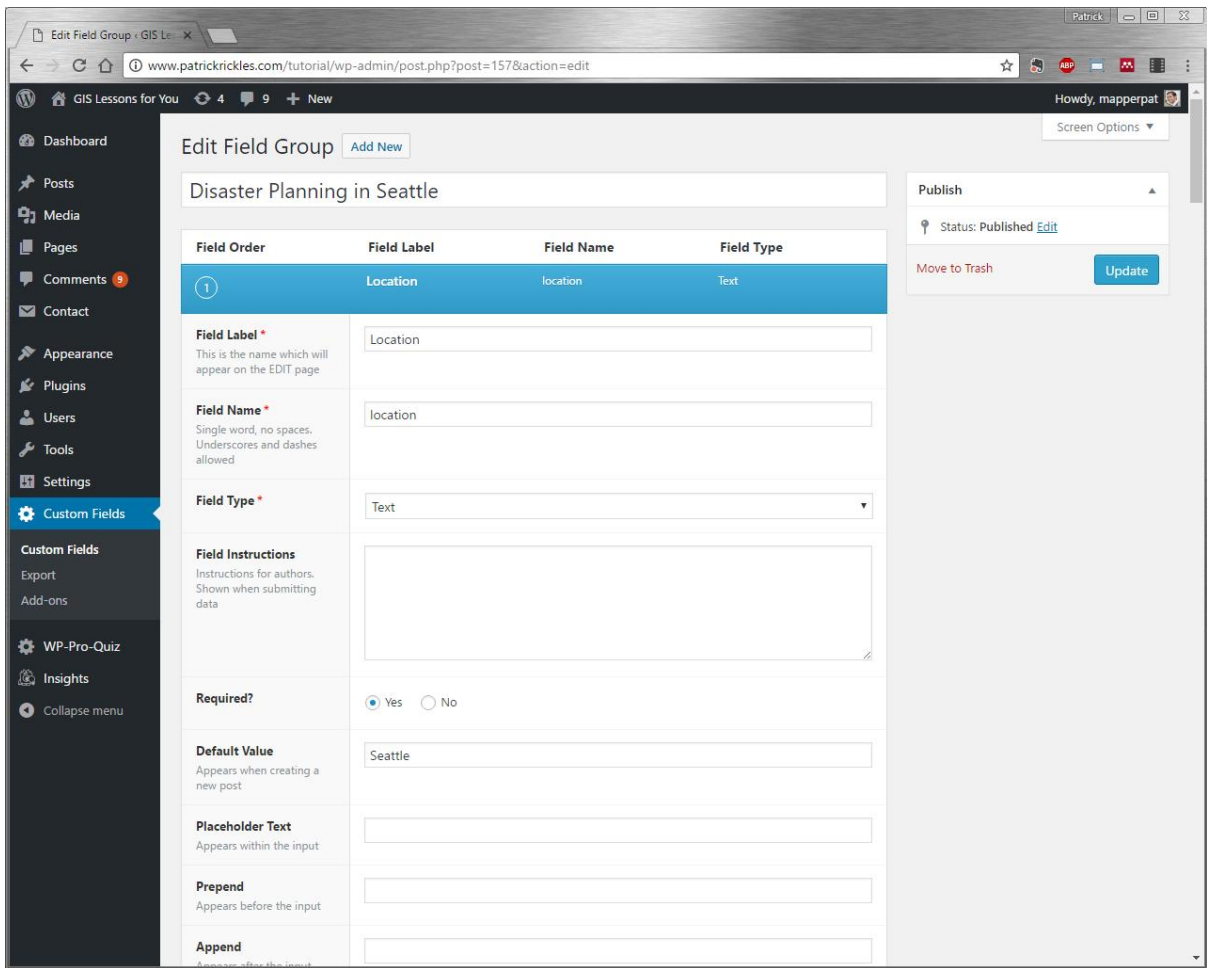 Patrick
Edit Field Group ‹ GIS Le
www.patrickrickles.com/tutorial/wp-admin/post.php?post=157&action=edit
ABP
GIS Lessons for You 4 9 + New
Howdy, mapperpat
Screen Options
Dashboard
Posts
Media
Pages
Comments 9
Contact
Appearance
Plugins
Users
Tools
Settings
Custom Fields
Custom Fields
Export
Add-ons
WP-Pro-Quiz
Insights
Collapse menu
Edit Field Group Add New
Disaster Planning in Seattle
Field Order Field Label Field Name Field Type
1 Location location Text
Field Label *
This is the name which will
appear on the EDIT page
Location
Field Name *
Single word, no spaces.
Underscores and dashes
allowed
location
Field Type *
Text
Field Instructions
Instructions for authors.
Shown when submitting
data
Required?
Yes No
Default Value
Appears when creating a
new post
Seattle
Placeholder Text
Appears within the input
Prepend
Appears before the input
Append
Appears after the input
Publish
Status: Published Edit
Move to Trash
Update